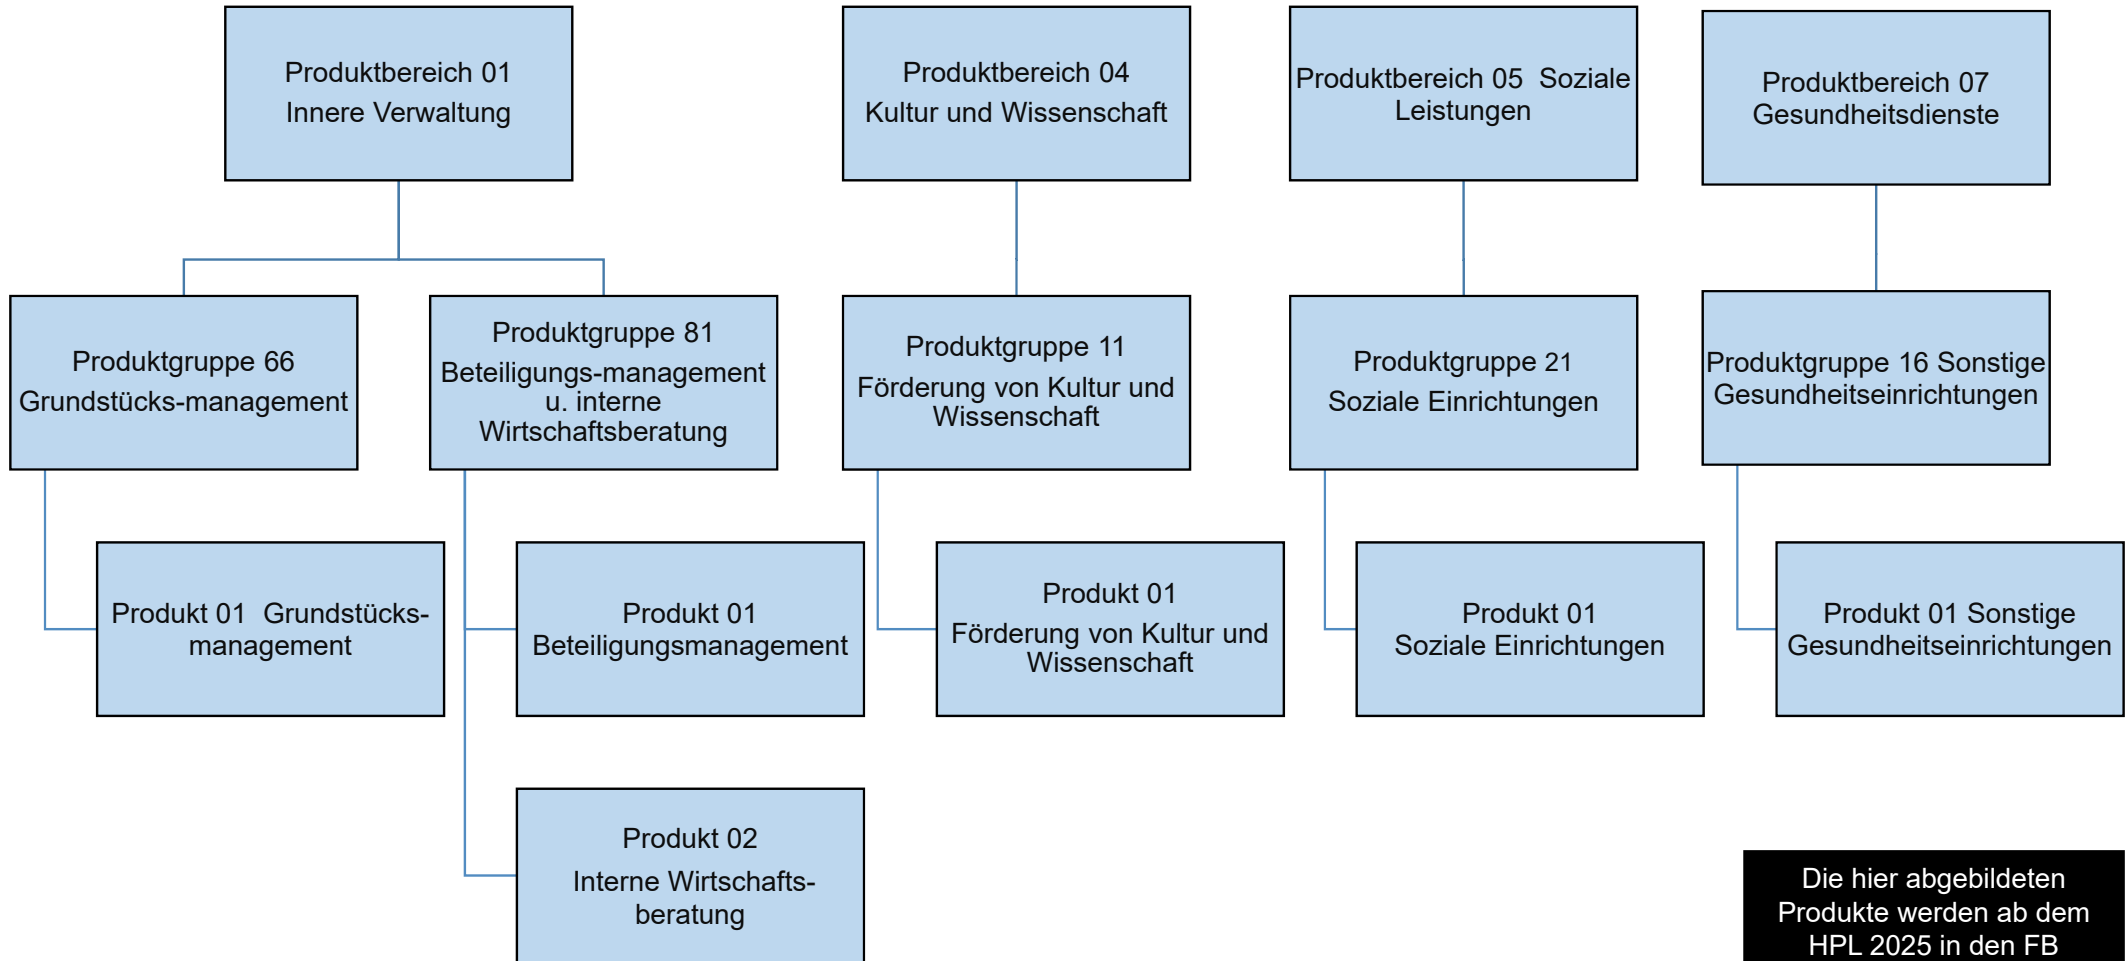 Produktbereich 01
Innere Verwaltung
Produktbereich 04
Kultur und Wissenschaft
Produktbereich 05  Soziale
Leistungen
Produktbereich 07
Gesundheitsdienste
Produktgruppe 66
Grundstücks-management
Produktgruppe 81
Beteiligungs-management
u. interne
Wirtschaftsberatung
Produktgruppe 11
Förderung von Kultur und
Wissenschaft
Produktgruppe 21
Soziale Einrichtungen
Produktgruppe 16 Sonstige
Gesundheitseinrichtungen
Produkt 01  Grundstücks-
management
Produkt 01
Beteiligungsmanagement
Produkt 01
Förderung von Kultur und
Wissenschaft
Produkt 01
Soziale Einrichtungen
Produkt 01 Sonstige
Gesundheitseinrichtungen
Produkt 02
Interne Wirtschafts-
beratung
Die hier abgebildeten
Produkte werden ab dem
HPL 2025 in den FB